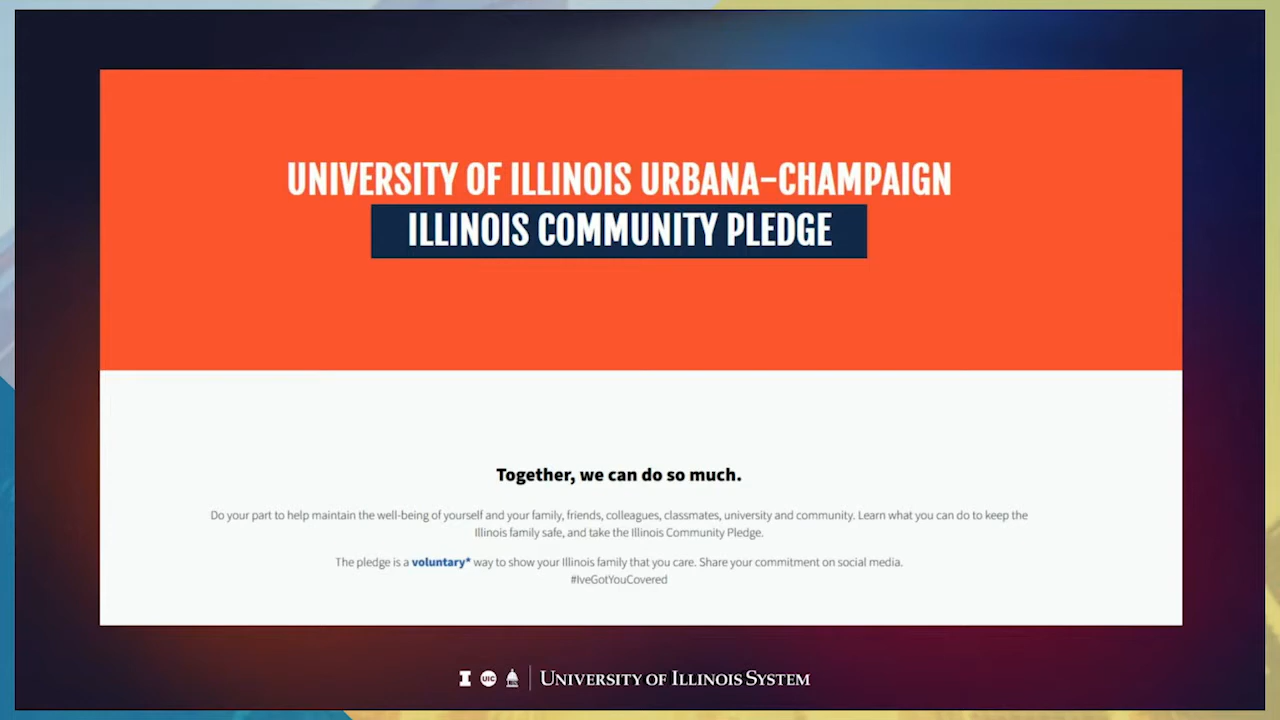 UNIVERSITY OF ILLINOIS URBANA-CHAMPAIGN
ILLINOIS COMMUNITY PLEDGE
Together, we can do so much.
Do your part to help maintain the well-being of yourself and your family, friends, colleagues, classmates, university and community. Learn what you can do to keep the
Illinois family safe, and take the Illinois Community Pledge.
The pledge is a voluntary* way to show your Illinois family that you care. Share your commitment on social media.
#IveGotYouCovered
I UIC UNIVERSITY OF ILLINOIS SYSTEM